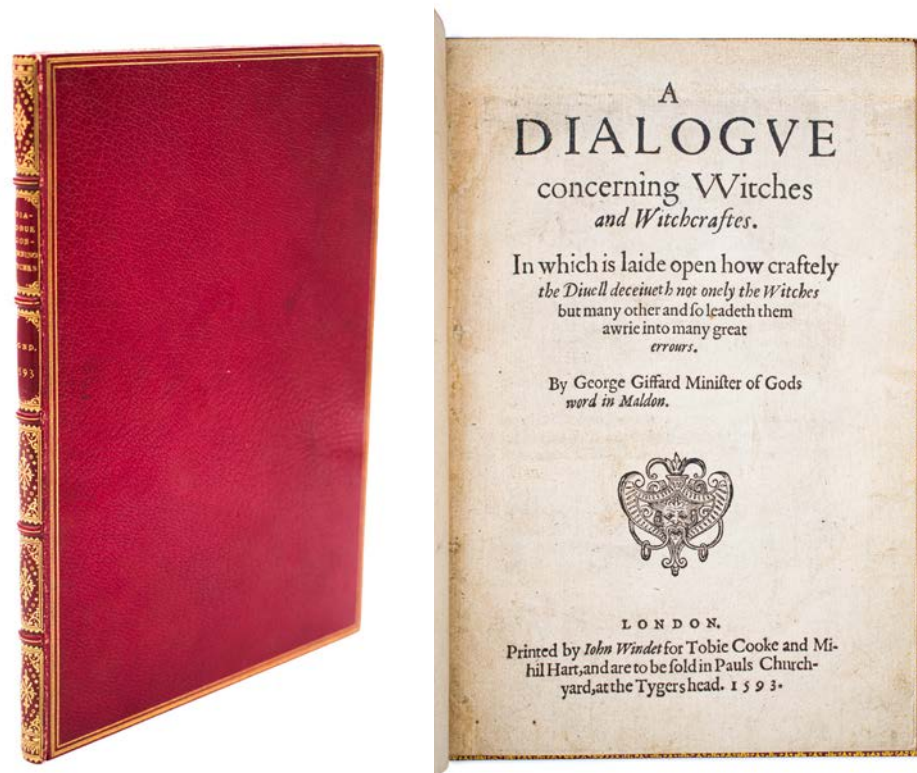 DIA-
LOGUE
CON-
CERNING
WITCHES
LOND.
1593
A
DIALOGVE
concerning Witches
and Witchcraftes.
In which is laide open how craftely
the Diuell deceiueth not onely the Witches
but many other and ſo leadeth them
awrie into many great
errours.
By George Giffard Miniſter of Gods
word in Maldon.
LONDON.
Printed by Iohn Windet for Tobie Cooke and Mi-
hil Hart,and are to be ſold in Pauls Church-
yard,at the Tygers head. 1593.